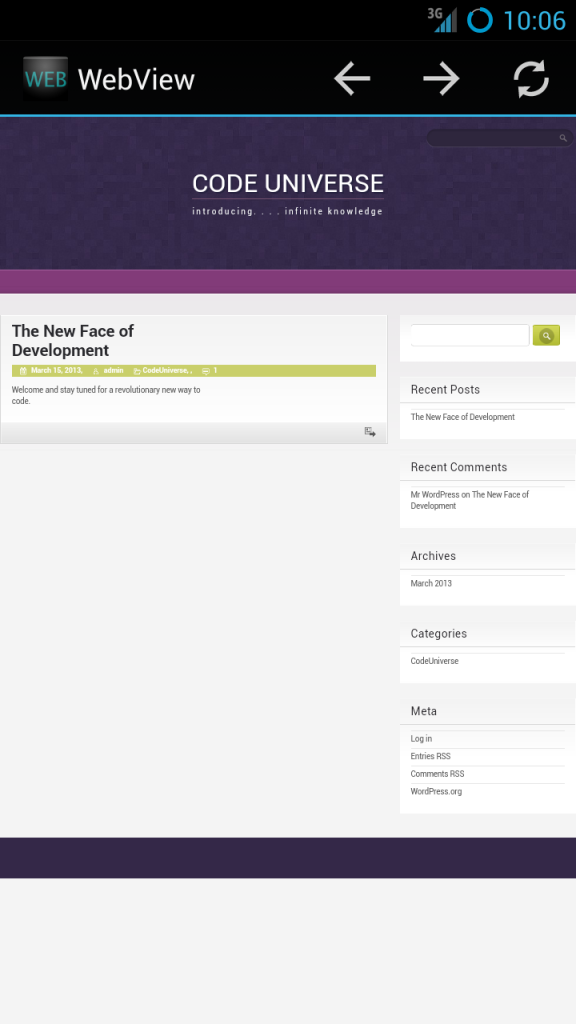 3G 10:06
WEB WebView
CODE UNIVERSE
introducing. . . . infinite knowledge
The New Face of
Development
March 15, 2013, admin CodeUniverse, , 1
Welcome and stay tuned for a revolutionary new way to
code.
Recent Posts
The New Face of Development
Recent Comments
Mr WordPress on The New Face of
Development
Archives
March 2013
Categories
CodeUniverse
Meta
Log in
Entries RSS
Comments RSS
WordPress.org